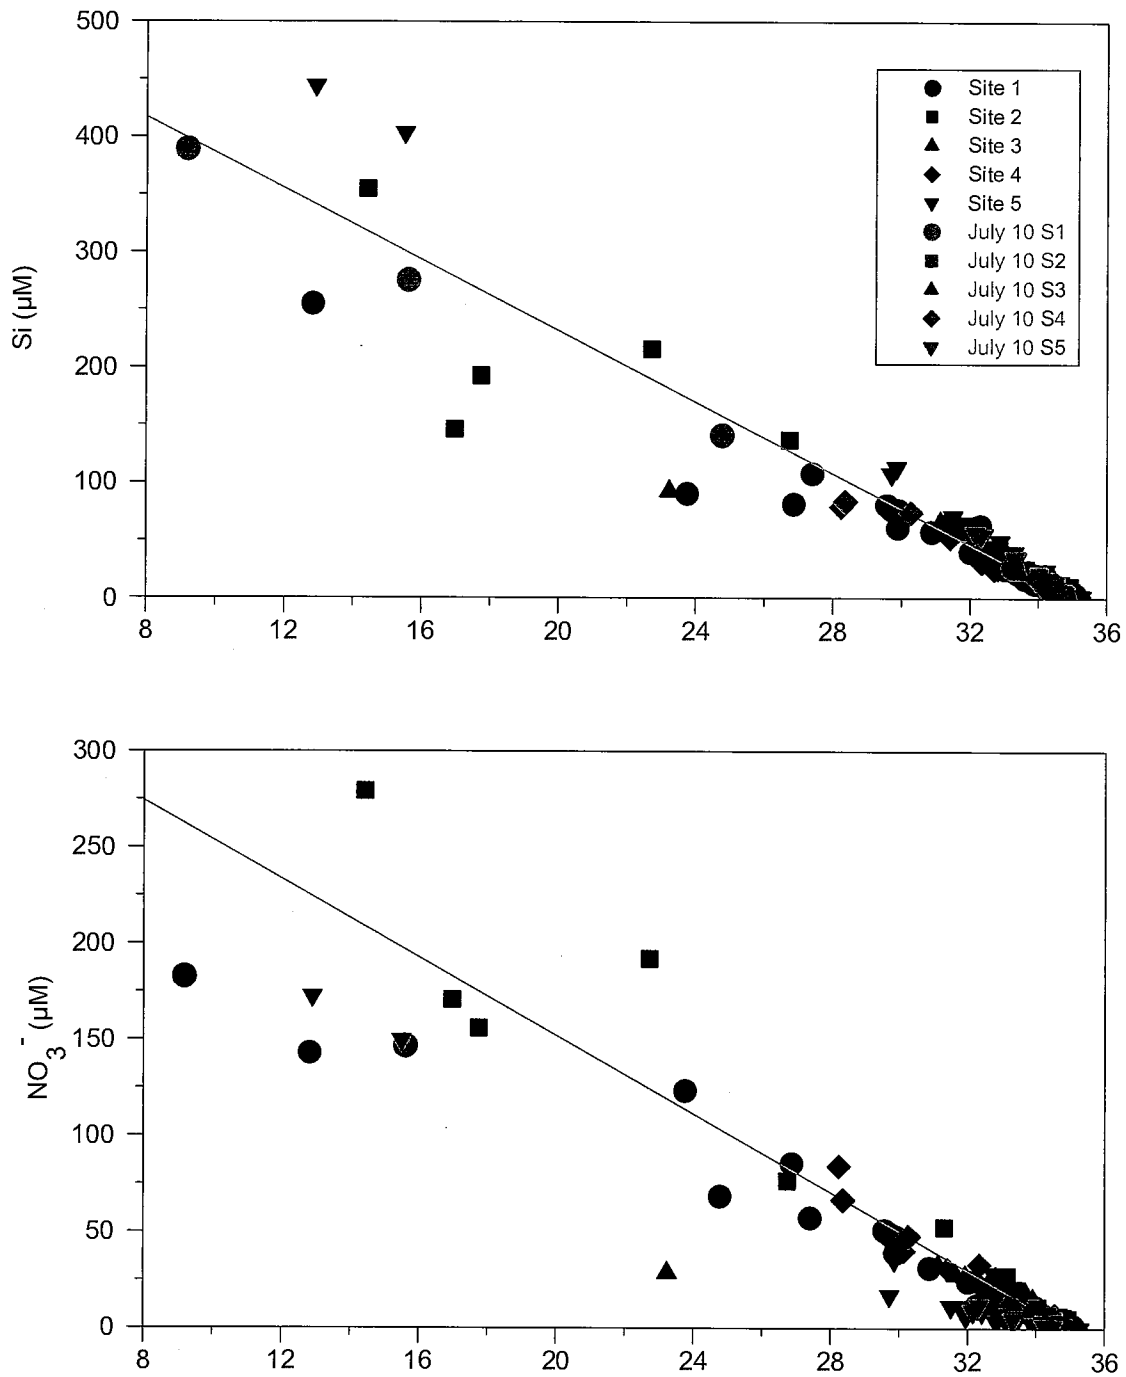 500
400
300
200
100
0
Si (µM)
Site 1
Site 2
Site 3
Site 4
Site 5
July 10 S1
July 10 S2
July 10 S3
July 10 S4
July 10 S5
8 12 16 20 24 28 32 36
300
250
200
150
100
50
0
NO3- (µM)
8 12 16 20 24 28 32 36